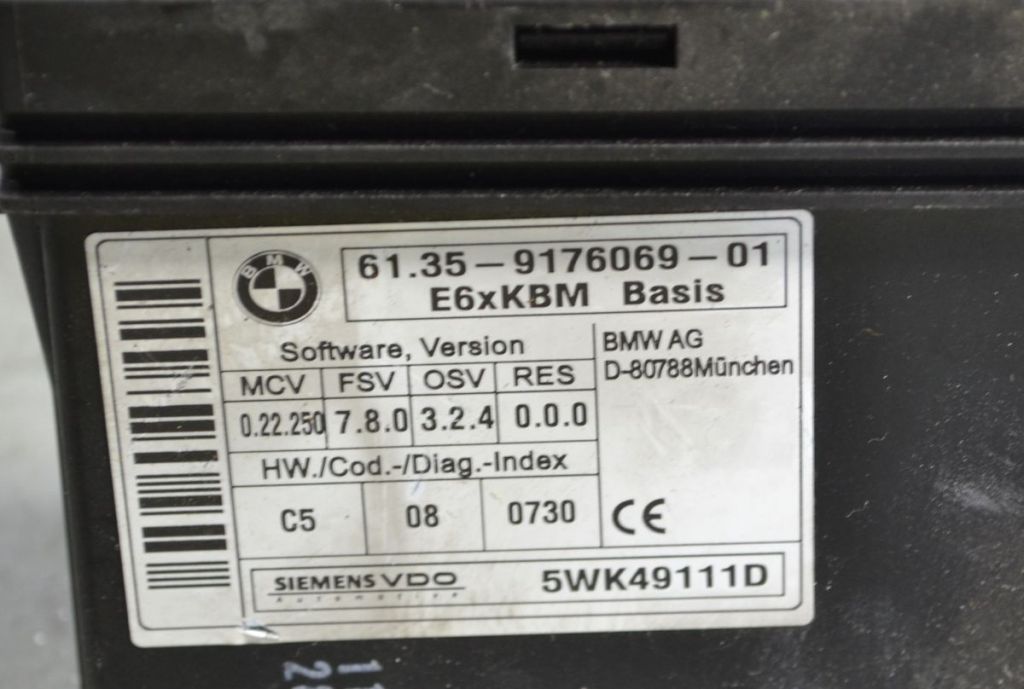 BMW
61.35-9176069-01
E6xKBM Basis
Software, Version
MCV FSV OSV RES
0.22.250 7.8.0 3.2.4 0.0.0
HW./Cod.-/Diag.-Index
C5 08 0730
BMW AG
D-80788München
CE
SIEMENS VDO
Automotive
5WK49111D